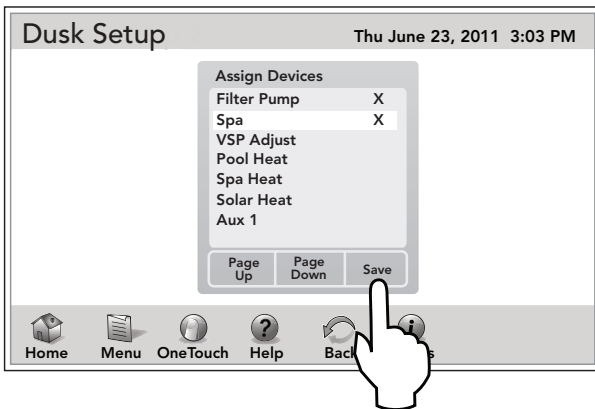 Dusk Setup
Thu June 23, 2011 3:03 PM
Assign Devices
Filter Pump X
Spa X
VSP Adjust
Pool Heat
Spa Heat
Solar Heat
Aux 1
Page Up
Page Down
Save
Home Menu OneTouch Help